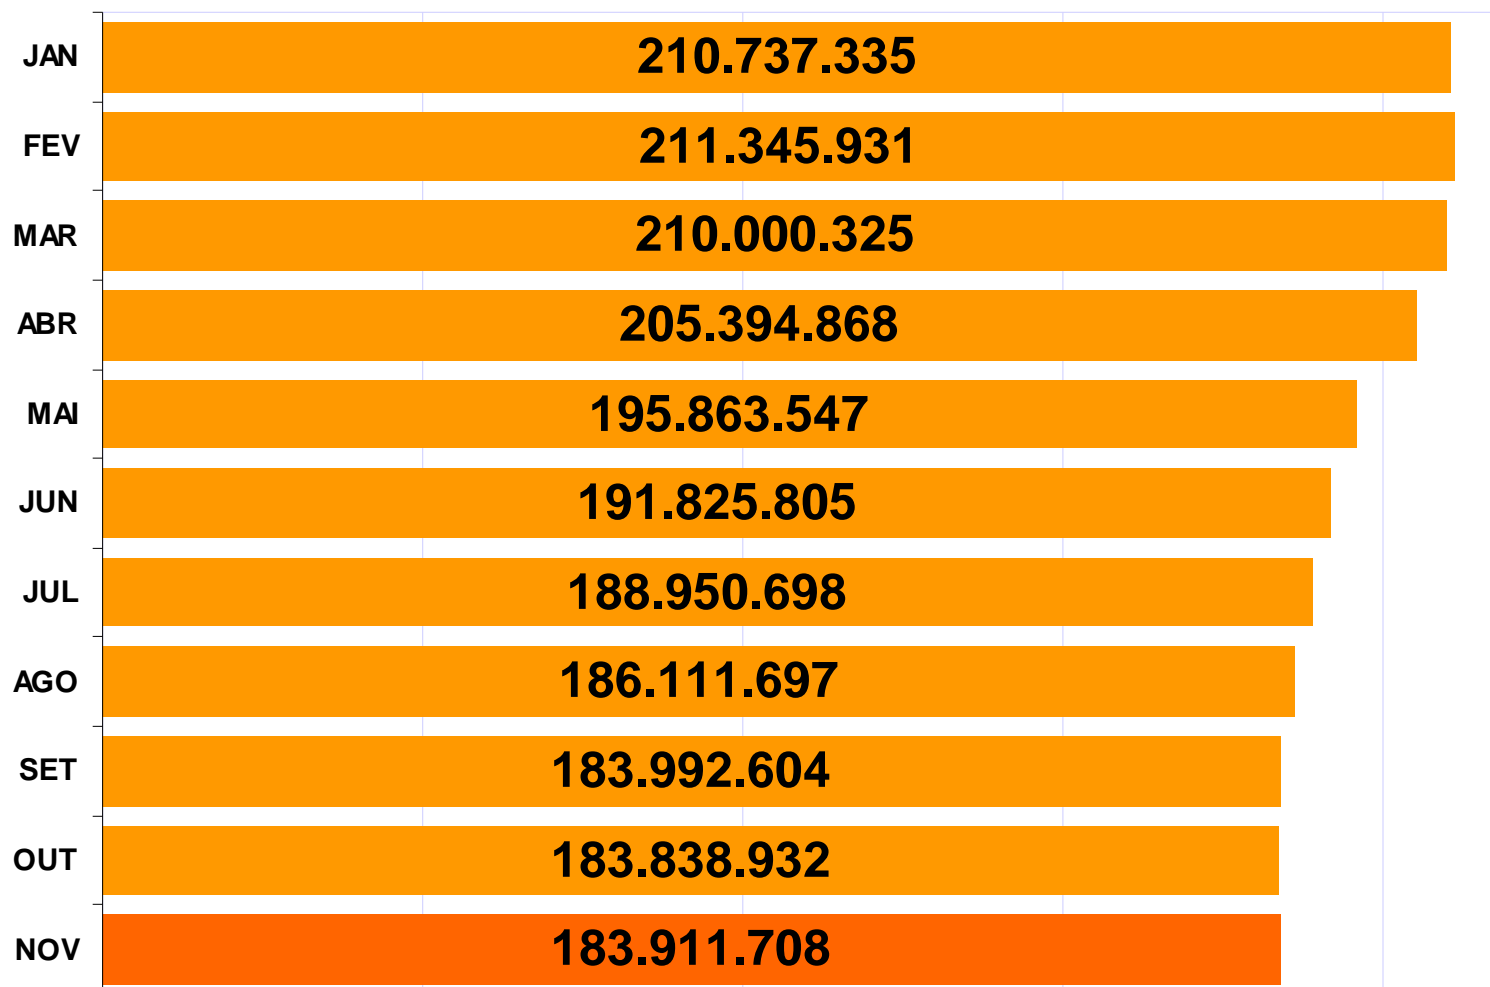 JAN 210.737.335
FEV 211.345.931
MAR 210.000.325
ABR 205.394.868
MAI 195.863.547
JUN 191.825.805
JUL 188.950.698
AGO 186.111.697
SET 183.992.604
OUT 183.838.932
NOV 183.911.708